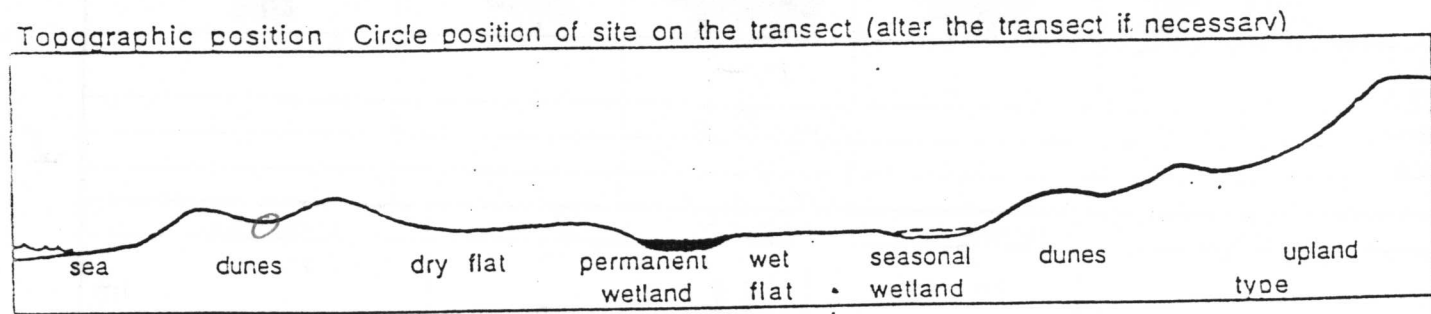 Topographic position Circle position of site on the transect (alter the transect if necessary)
sea dunes dry flat permanent wet seasonal dunes upland
wetland flat wetland type